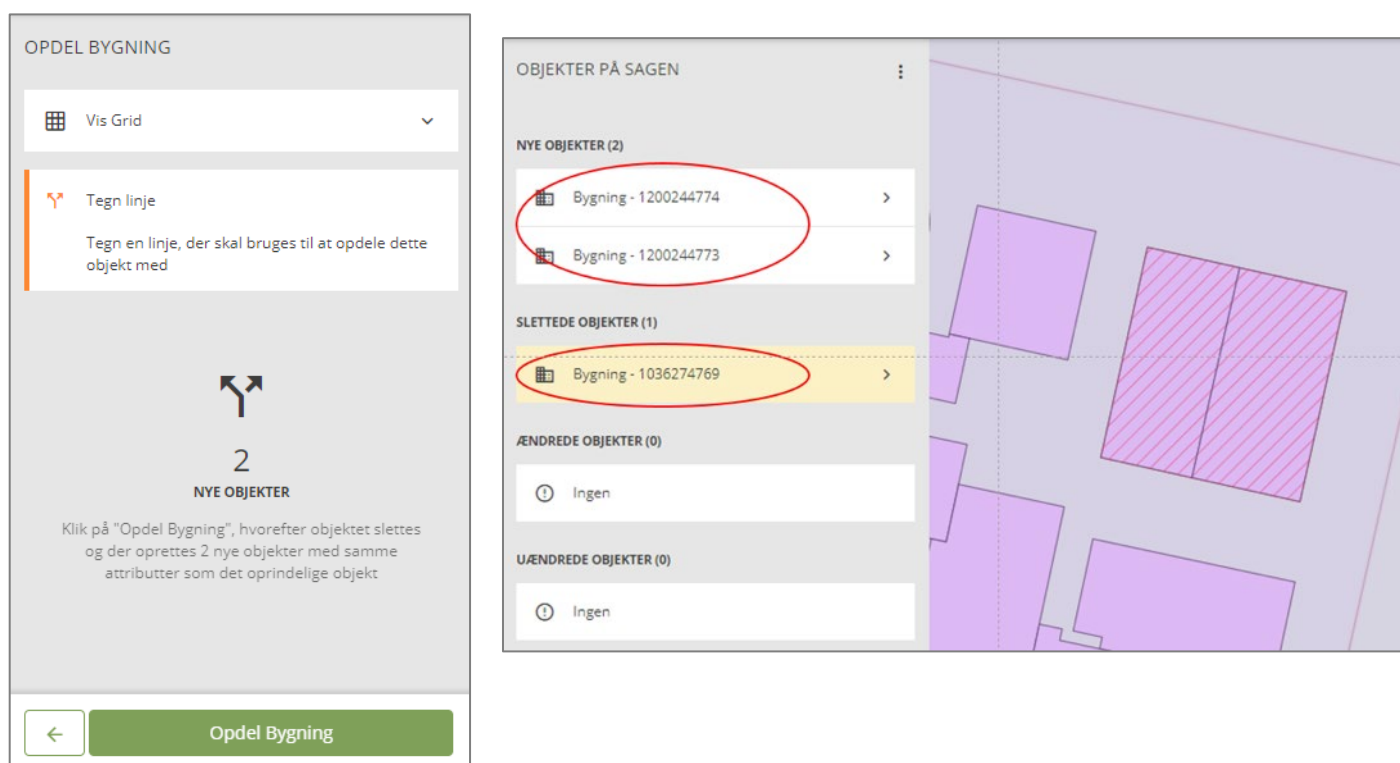 OPDEL BYGNING
Vis Grid
Tegn linje
Tegn en linje, der skal bruges til at opdele dette
objekt med
2
NYE OBJEKTER
Klik på "Opdel Bygning", hvorefter objektet slettes
og der oprettes 2 nye objekter med samme
attributter som det oprindelige objekt
Opdel Bygning
OBJEKTER PÅ SAGEN
NYE OBJEKTER (2)
Bygning - 1200244774
Bygning - 1200244773
SLETTEDE OBJEKTER (1)
Bygning - 1036274769
ÆNDREDE OBJEKTER (0)
Ingen
UÆNDREDE OBJEKTER (0)
Ingen